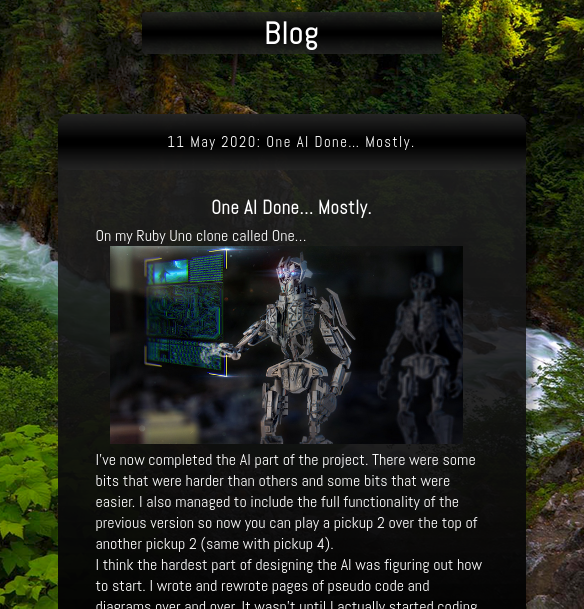 Blog
11 May 2020: One AI Done... Mostly.
One AI Done... Mostly.
On my Ruby Uno clone called One...
I've now completed the AI part of the project. There were some
bits that were harder than others and some bits that were
easier. I also managed to include the full functionality of the
previous version so now you can play a pickup 2 over the top of
another pickup 2 (same with pickup 4).
I think the hardest part of designing the AI was figuring out how
to start. I wrote and rewrote pages of pseudo code and
diagrams over and over. It wasn't until I actually started coding